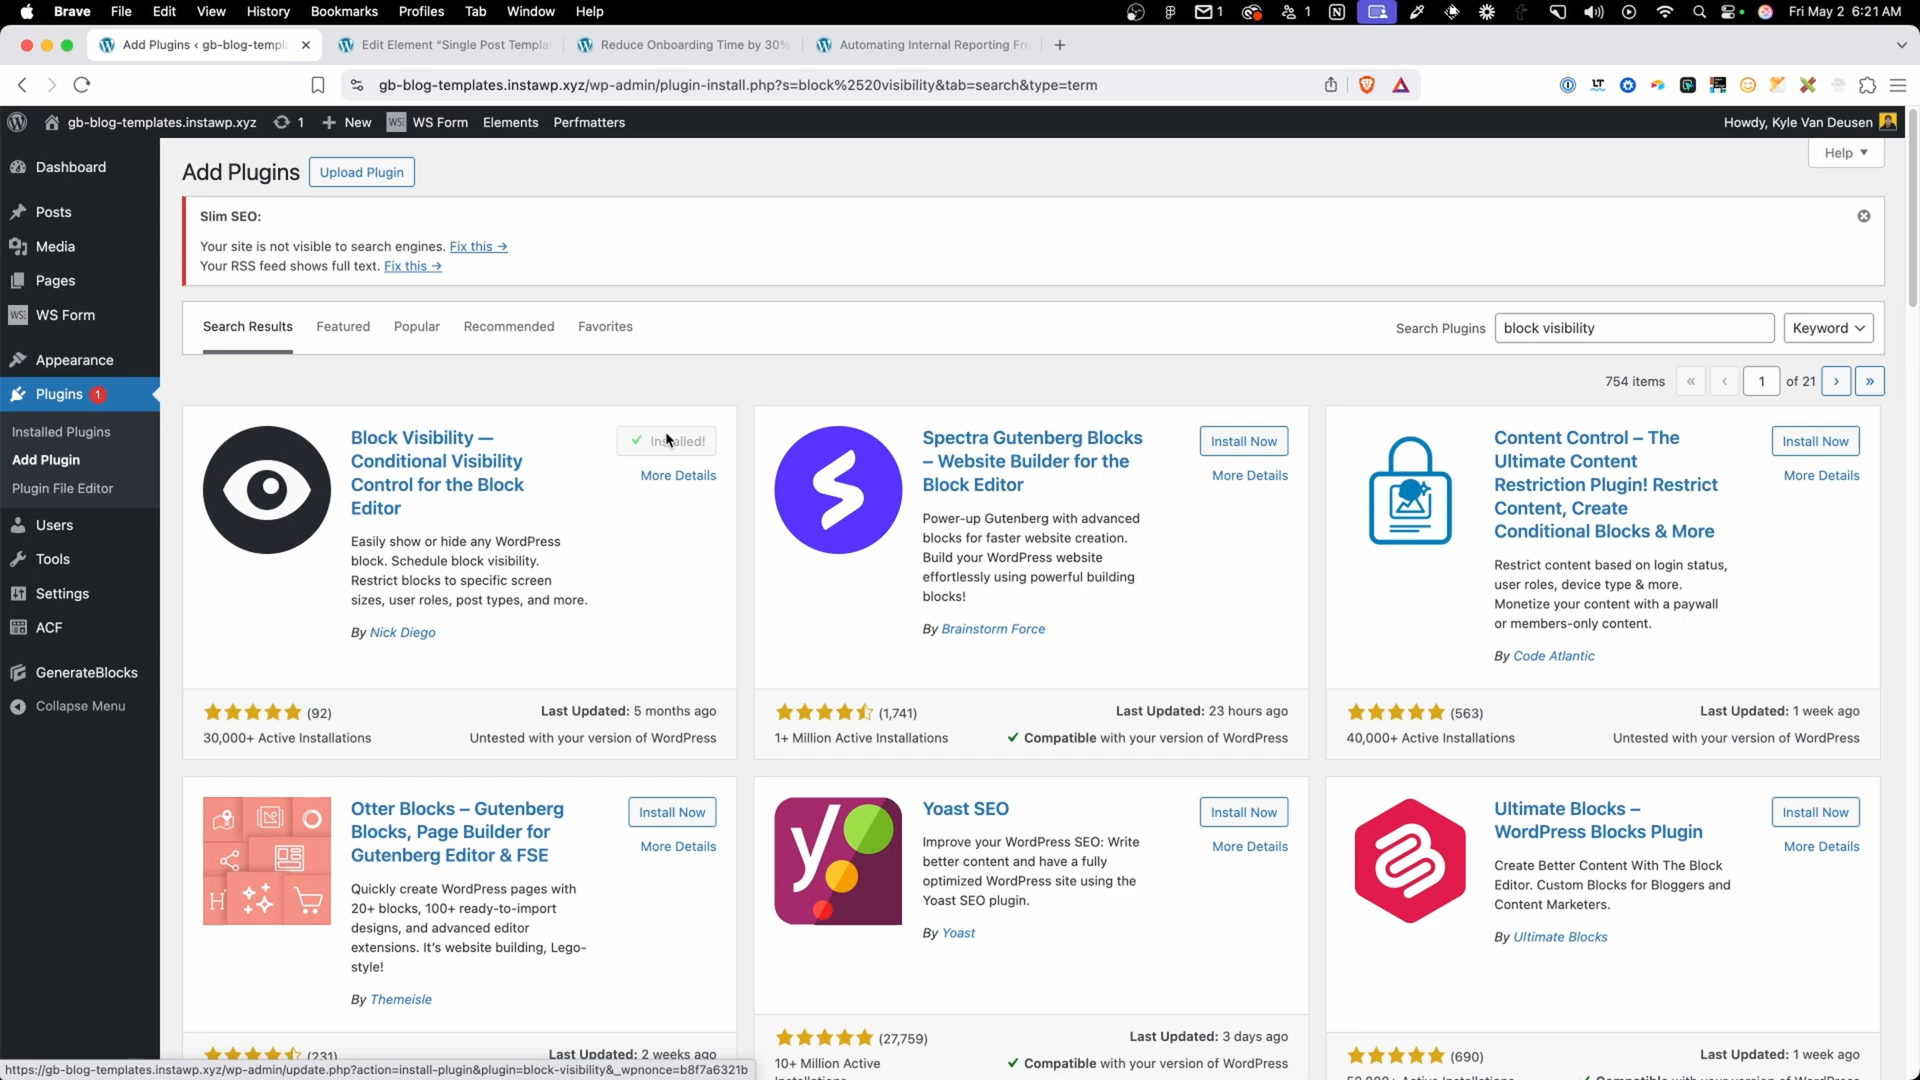 Brave File Edit View History Bookmarks Profiles Tab Window Help 1 1 Fri May 2 6:21 AM
Add Plugins ‹ gb-blog-templ
Edit Element “Single Post Templa
Reduce Onboarding Time by 30%
Automating Internal Reporting Fr
gb-blog-templates.instawp.xyz/wp-admin/plugin-install.php?s=block%2520visibility&tab=search&type=term
gb-blog-templates.instawp.xyz 1 New WS Form Elements Perfmatters Howdy, Kyle Van Deusen
Dashboard
Posts
Media
Pages
WS Form
Appearance
Plugins 1
Installed Plugins
Add Plugin
Plugin File Editor
Users
Tools
Settings
ACF
GenerateBlocks
Collapse Menu
Help
Add Plugins Upload Plugin
Slim SEO:
Your site is not visible to search engines. Fix this →
Your RSS feed shows full text. Fix this →
Search Results Featured Popular Recommended Favorites Search Plugins block visibility Keyword
754 items « ‹ 1 of 21 › »
Block Visibility —
Conditional Visibility
Control for the Block
Editor
Installed!
More Details
Easily show or hide any WordPress
block. Schedule block visibility.
Restrict blocks to specific screen
sizes, user roles, post types, and more.
By Nick Diego
(92)
Last Updated: 5 months ago
30,000+ Active Installations
Untested with your version of WordPress
Spectra Gutenberg Blocks
– Website Builder for the
Block Editor
Install Now
More Details
Power-up Gutenberg with advanced
blocks for faster website creation.
Build your WordPress website
effortlessly using powerful building
blocks!
By Brainstorm Force
(1,741)
Last Updated: 23 hours ago
1+ Million Active Installations
Compatible with your version of WordPress
Content Control – The
Ultimate Content
Restriction Plugin! Restrict
Content, Create
Conditional Blocks & More
Install Now
More Details
Restrict content based on login status,
user roles, device type & more.
Monetize your content with a paywall
or members-only content.
By Code Atlantic
(563)
Last Updated: 1 week ago
40,000+ Active Installations
Untested with your version of WordPress
Otter Blocks – Gutenberg
Blocks, Page Builder for
Gutenberg Editor & FSE
Install Now
More Details
Quickly create WordPress pages with
20+ blocks, 100+ ready-to-import
designs, and advanced editor
extensions. It’s website building, Lego-
style!
By Themeisle
(231)
Last Updated: 2 weeks ago
Yoast SEO
Install Now
More Details
Improve your WordPress SEO: Write
better content and have a fully
optimized WordPress site using the
Yoast SEO plugin.
By Yoast
(27,759)
Last Updated: 3 days ago
10+ Million Active
Compatible with your version of WordPress
Ultimate Blocks –
WordPress Blocks Plugin
Install Now
More Details
Create Better Content With The Block
Editor. Custom Blocks for Bloggers and
Content Marketers.
By Ultimate Blocks
(690)
Last Updated: 1 week ago
https://gb-blog-templates.instawp.xyz/wp-admin/update.php?action=install-plugin&plugin=block-visibility&_wpnonce=b8f7a6321b